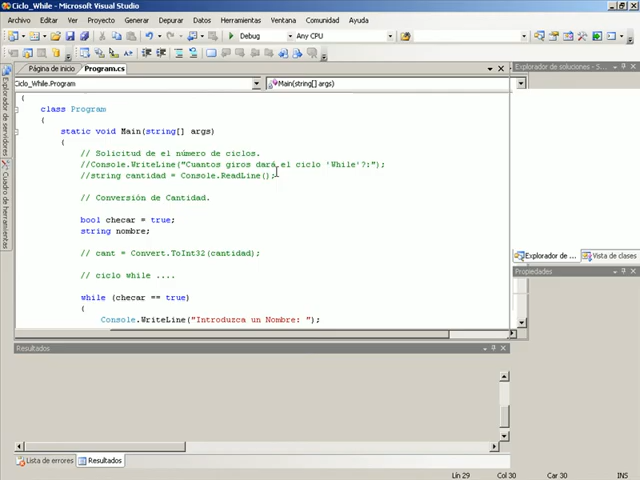 Ciclo_While - Microsoft Visual Studio
Archivo Editar Ver Proyecto Generar Depurar Datos Herramientas Ventana Comunidad Ayuda
Debug Any CPU
Página de inicio Program.cs
Explorador de soluciones
Ciclo_While.Program Main(string[] args)
{
class Program
{
static void Main(string[] args)
{
// Solicitud de el número de ciclos.
//Console.WriteLine("Cuantos giros dará el ciclo 'While'?:");
//string cantidad = Console.ReadLine();
// Conversión de Cantidad.
bool checar = true;
string nombre;
// cant = Convert.ToInt32(cantidad);
// ciclo while ....
while (checar == true)
{
Console.WriteLine("Introduzca un Nombre: ");
Explorador de servidores
Cuadro de herramientas
Explorador de ... Vista de clases
Propiedades
Resultados
Lista de errores Resultados
Lín 29 Col 30 Car 30 INS